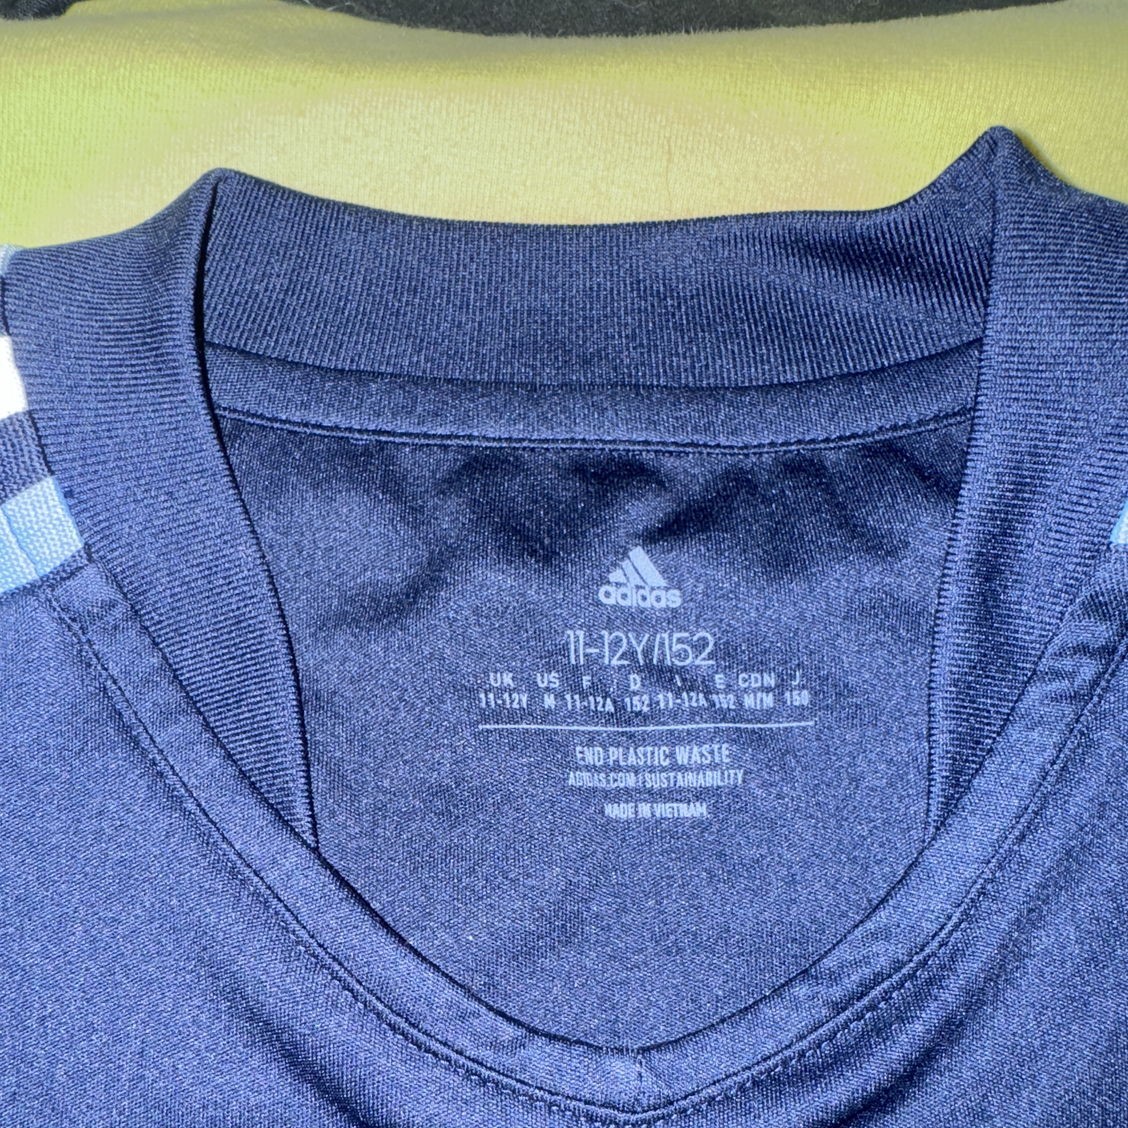 adidas
11-12Y/152
UK US F D I E CDN J
11-12Y M 11-12A 152 11-12A 152 M/M 150
END PLASTIC WASTE
ADIDAS.COM/SUSTAINABILITY
MADE IN VIETNAM